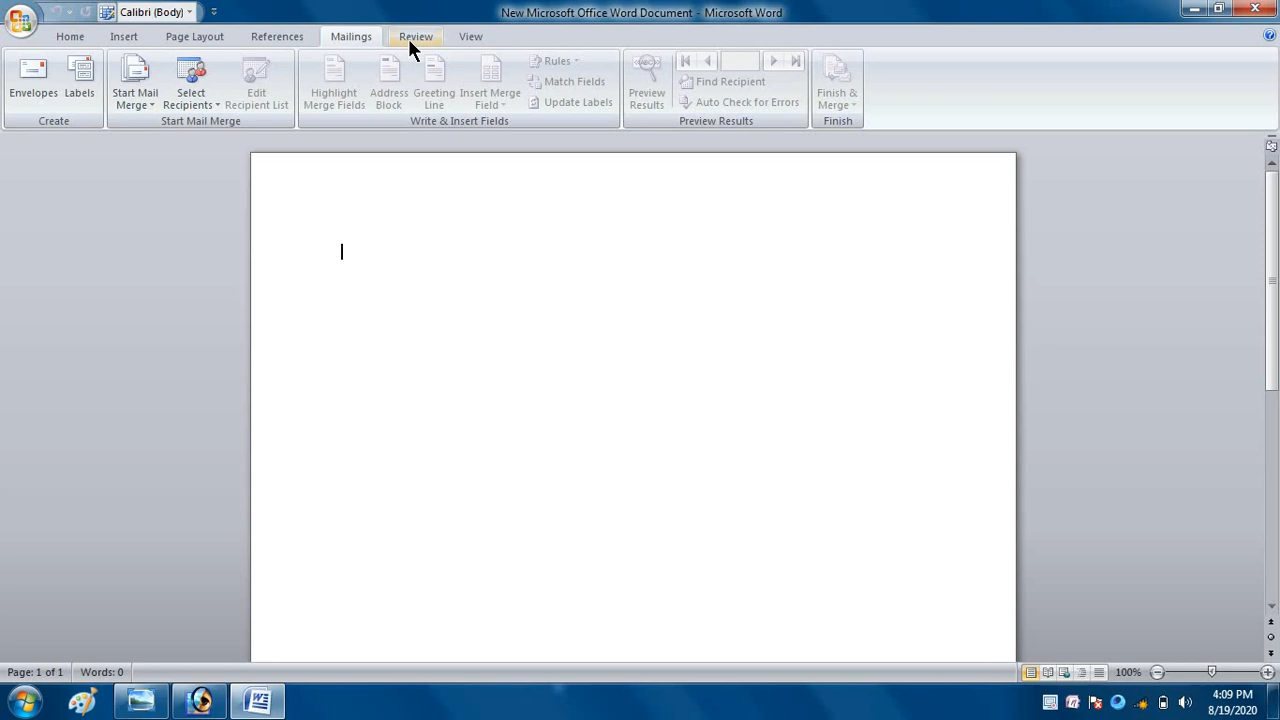 Calibri (Body)
New Microsoft Office Word Document - Microsoft Word
Home Insert Page Layout References Mailings Review View
Envelopes
Labels
Create
Start Mail
Merge
Select
Recipients
Edit
Recipient List
Start Mail Merge
Highlight
Merge Fields
Address
Block
Greeting
Line
Insert Merge
Field
Rules
Match Fields
Update Labels
Write & Insert Fields
Preview
Results
Find Recipient
Auto Check for Errors
Preview Results
Finish &
Merge
Finish
Page: 1 of 1
Words: 0
100%
4:09 PM
8/19/2020